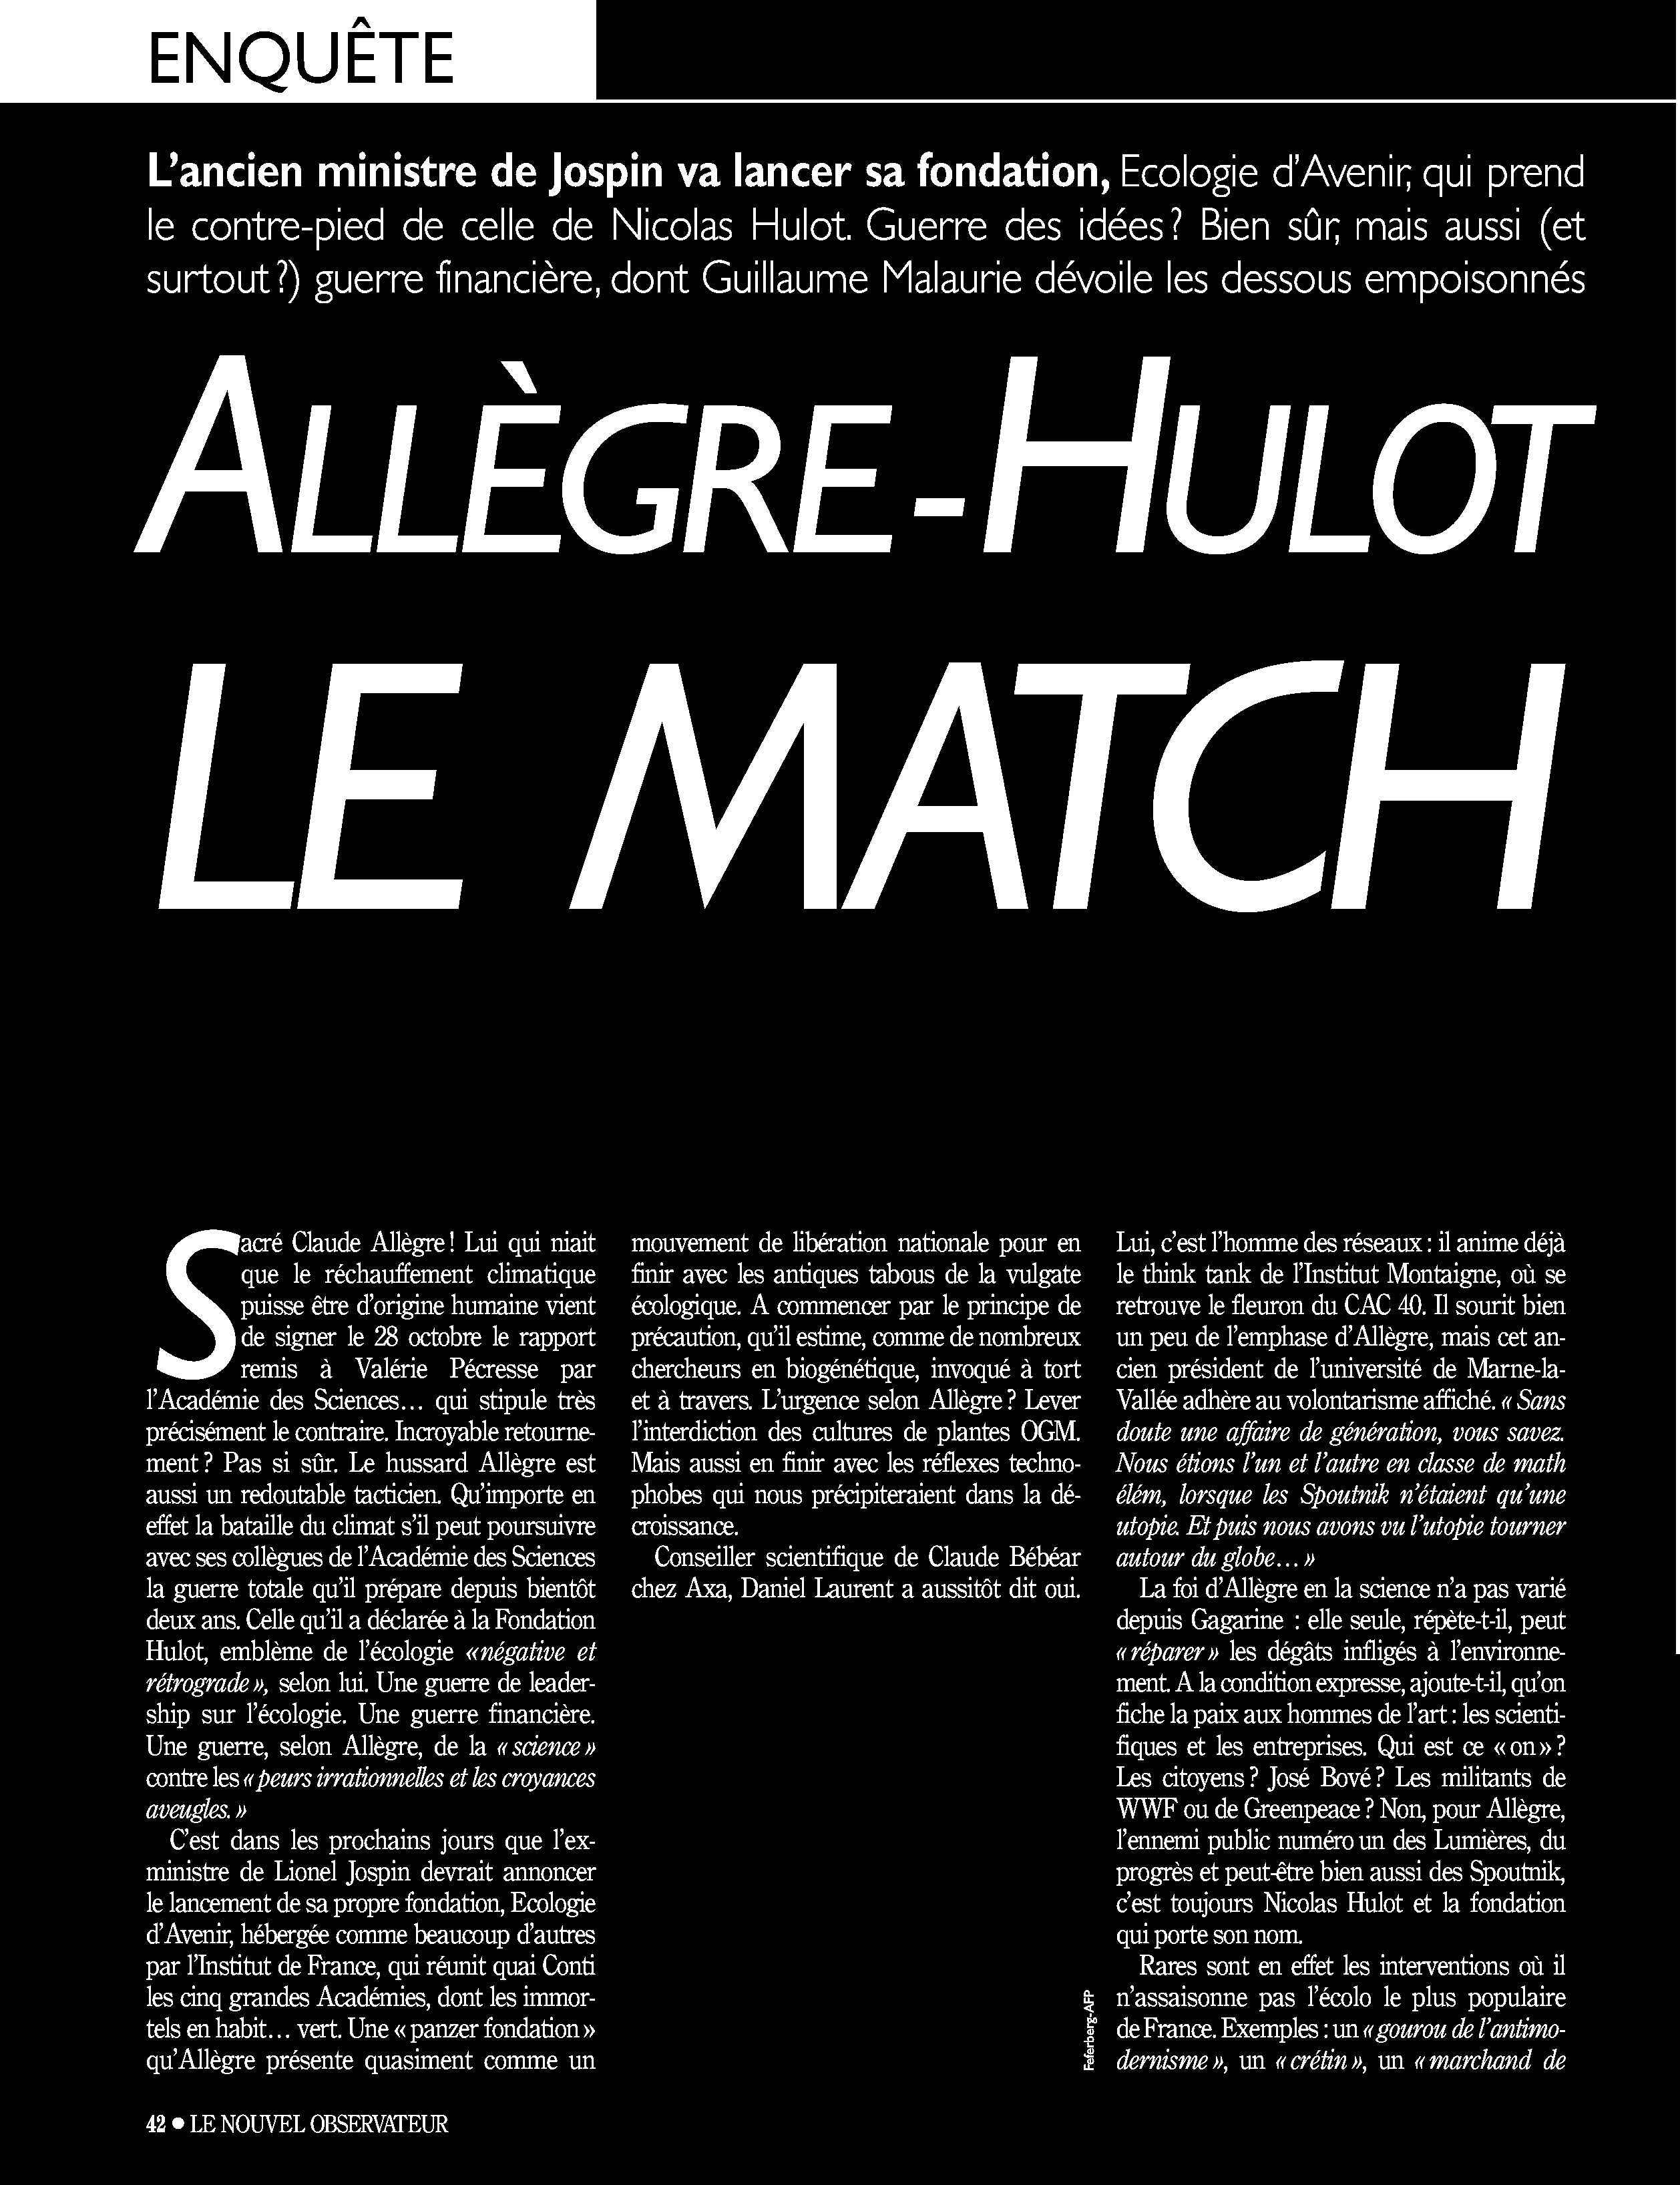 ENQUÊTE
L'ancien ministre de Jospin va lancer sa fondation, Ecologie d'Avenir, qui prend
le contre-pied de celle de Nicolas Hulot. Guerre des idées ? Bien sûr, mais aussi (et
surtout ?) guerre financière, dont Guillaume Malaurie dévoile les dessous empoisonnés
ALLÈGRE-HULOT
LE MATCH
Sacré Claude Allègre ! Lui qui niait
que le réchauffement climatique
puisse être d'origine humaine vient
de signer le 28 octobre le rapport
remis à Valérie Pécresse par
l'Académie des Sciences… qui stipule très
précisément le contraire. Incroyable retourne-
ment ? Pas si sûr. Le hussard Allègre est
aussi un redoutable tacticien. Qu'importe en
effet la bataille du climat s'il peut poursuivre
avec ses collègues de l'Académie des Sciences
la guerre totale qu'il prépare depuis bientôt
deux ans. Celle qu'il a déclarée à la Fondation
Hulot, emblème de l'écologie «négative et
rétrograde», selon lui. Une guerre de leader-
ship sur l'écologie. Une guerre financière.
Une guerre, selon Allègre, de la «science»
contre les «peurs irrationnelles et les croyances
aveugles.»
C'est dans les prochains jours que l'ex-
ministre de Lionel Jospin devrait annoncer
le lancement de sa propre fondation, Ecologie
d'Avenir, hébergée comme beaucoup d'autres
par l'Institut de France, qui réunit quai Conti
les cinq grandes Académies, dont les immor-
tels en habit… vert. Une «panzer fondation»
qu'Allègre présente quasiment comme un
mouvement de libération nationale pour en
finir avec les antiques tabous de la vulgate
écologique. A commencer par le principe de
précaution, qu'il estime, comme de nombreux
chercheurs en biogénétique, invoqué à tort
et à travers. L'urgence selon Allègre ? Lever
l'interdiction des cultures de plantes OGM.
Mais aussi en finir avec les réflexes techno-
phobes qui nous précipiteraient dans la dé-
croissance.
Conseiller scientifique de Claude Bébéar
chez Axa, Daniel Laurent a aussitôt dit oui.
Lui, c'est l'homme des réseaux : il anime déjà
le think tank de l'Institut Montaigne, où se
retrouve le fleuron du CAC 40. Il sourit bien
un peu de l'emphase d'Allègre, mais cet an-
cien président de l'université de Marne-la-
Vallée adhère au volontarisme affiché. «Sans
doute une affaire de génération, vous savez.
Nous étions l'un et l'autre en classe de math
élém, lorsque les Spoutnik n'étaient qu'une
utopie. Et puis nous avons vu l'utopie tourner
autour du globe…»
La foi d'Allègre en la science n'a pas varié
depuis Gagarine : elle seule, répète-t-il, peut
«réparer» les dégâts infligés à l'environne-
ment. A la condition expresse, ajoute-t-il, qu'on
fiche la paix aux hommes de l'art : les scienti-
fiques et les entreprises. Qui est ce «on» ?
Les citoyens ? José Bové ? Les militants de
WWF ou de Greenpeace ? Non, pour Allègre,
l'ennemi public numéro un des Lumières, du
progrès et peut-être bien aussi des Spoutnik,
c'est toujours Nicolas Hulot et la fondation
qui porte son nom.
Rares sont en effet les interventions où il
n'assaisonne pas l'écolo le plus populaire
de France. Exemples : un «gourou de l'antimo-
dernisme», un «crétin», un «marchand de
Feferberg-AFP
42 ● LE NOUVEL OBSERVATEUR